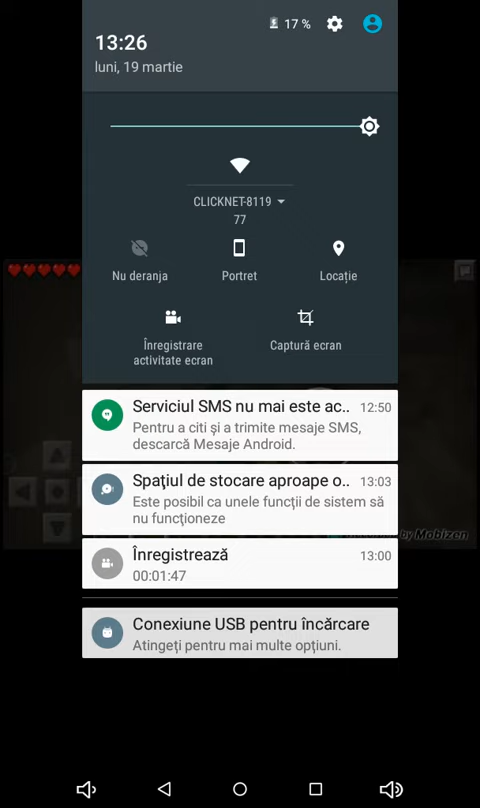 17 %
13:26
luni, 19 martie
CLICKNET-8119
77
Nu deranja
Portret
Locație
Înregistrare
activitate ecran
Captură ecran
Serviciul SMS nu mai este ac.. 12:50
Pentru a citi și a trimite mesaje SMS,
descarcă Mesaje Android.
Spațiul de stocare aproape o.. 13:03
Este posibil ca unele funcții de sistem să
nu funcționeze
by Mobizen
Înregistrează 13:00
00:01:47
Conexiune USB pentru încărcare
Atingeți pentru mai multe opțiuni.